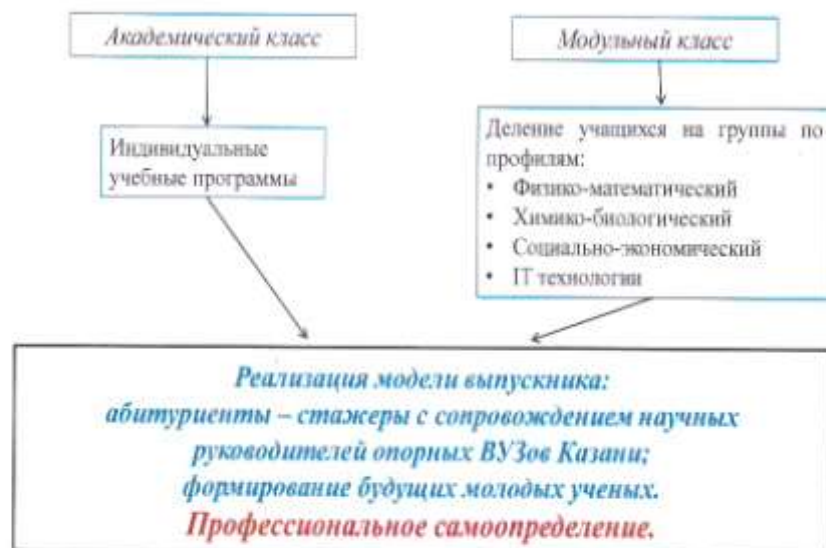 Академический класс
Модульный класс
Индивидуальные
учебные программы
Деление учащихся на группы по
профилям:
• Физико-математический
• Химико-биологический
• Социально-экономический
• IT технологии
Реализация модели выпускника:
абитуриенты – стажеры с сопровождением научных
руководителей опорных ВУЗов Казани;
формирование будущих молодых ученых.
Профессиональное самоопределение.